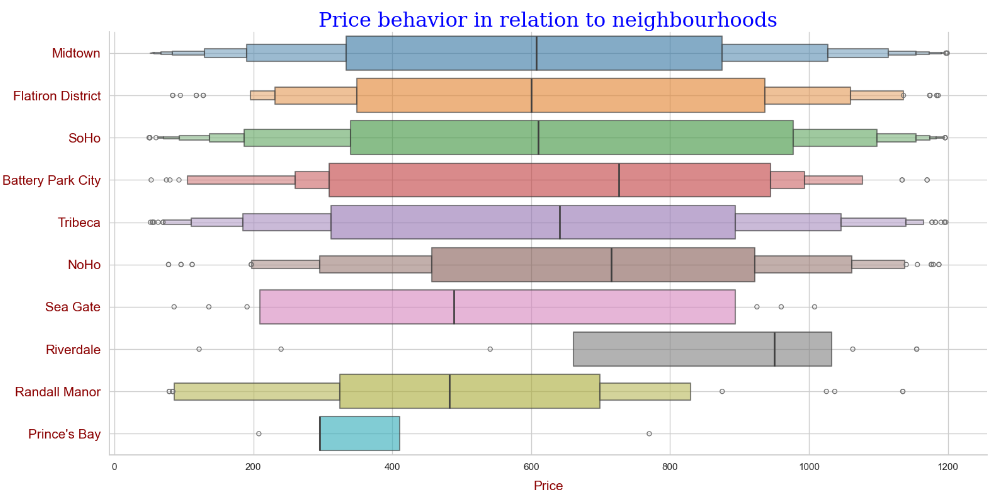 Price behavior in relation to neighbourhoods
Midtown
Flatiron District
SoHo
Battery Park City
Tribeca
NoHo
Sea Gate
Riverdale
Randall Manor
Prince's Bay
0 200 400 600 800 1000 1200
Price